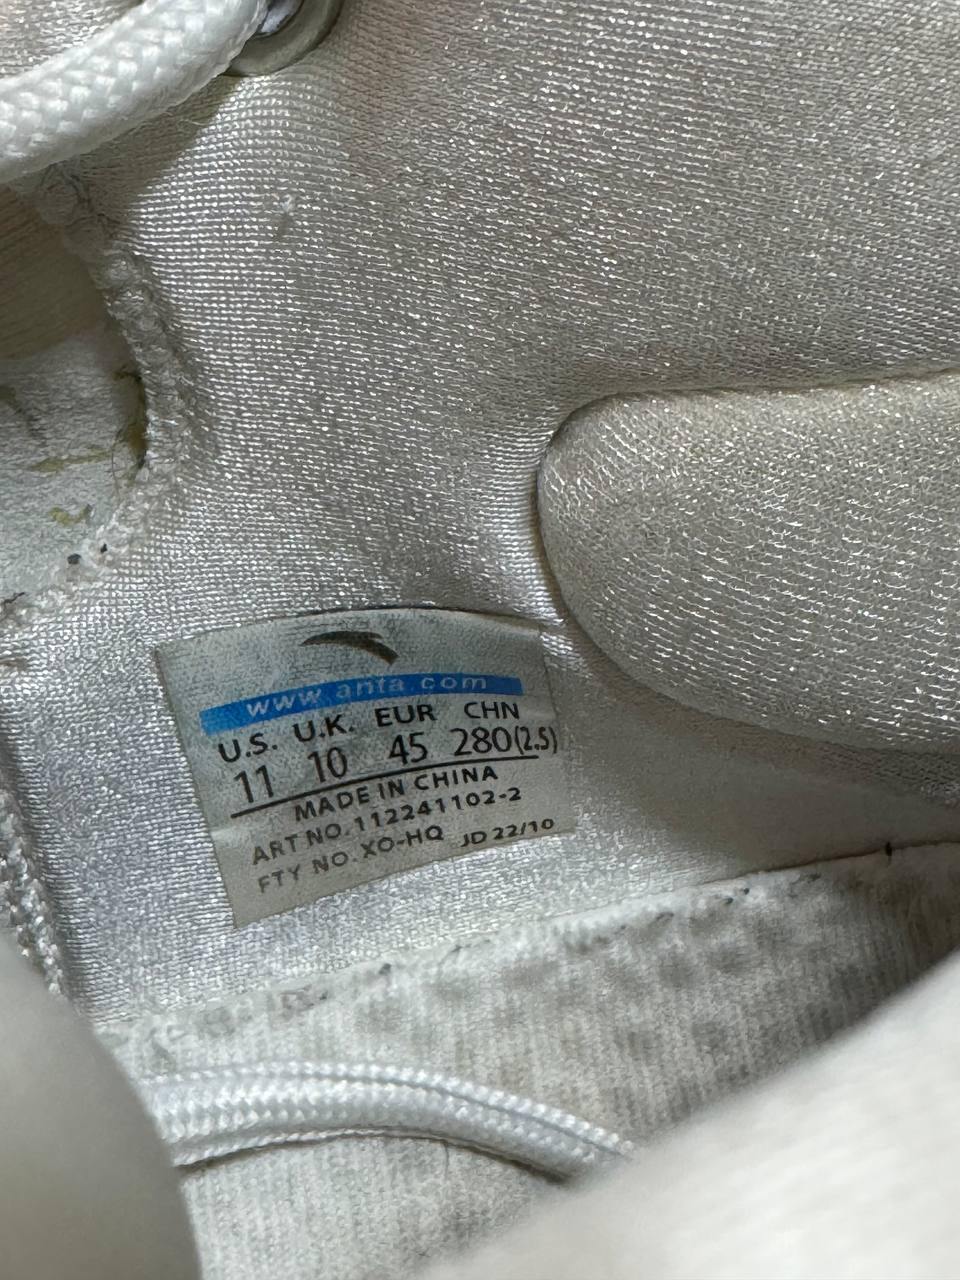 www anta.com
U.S. U.K. EUR CHN
11 10 45 280(2.5)
MADE IN CHINA
ART NO. 112241102-2
FTY NO. XO-HQ JD 22/10